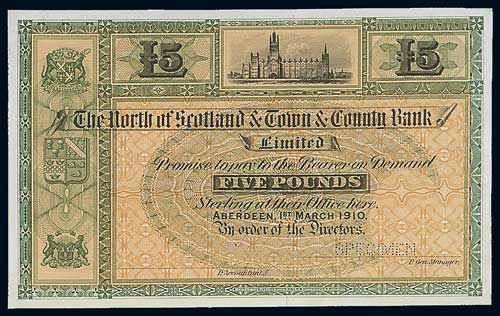 £5 £5
The North of Scotland & Town & County Bank
Limited
Promise to pay to the Bearer on Demand
FIVE POUNDS
Sterling at their Office here.
ABERDEEN, 1ST MARCH 1910.
By order of the Directors.
SPECIMEN
P. Accountant. P. Gen. Manager.